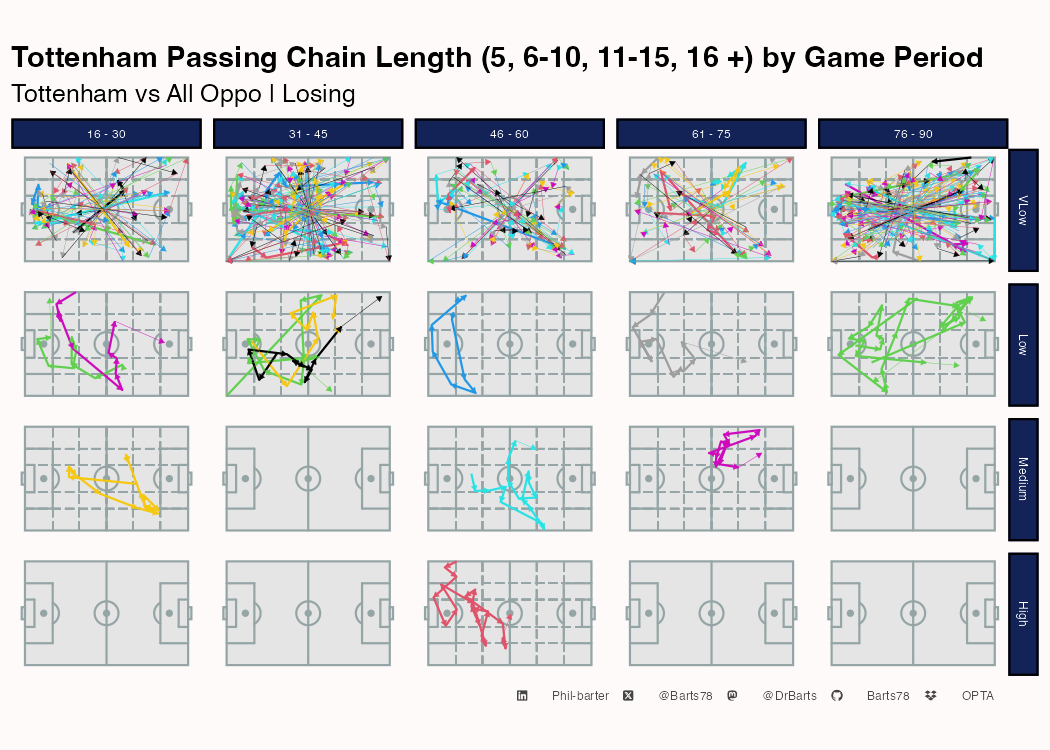 Tottenham Passing Chain Length (5, 6-10, 11-15, 16 +) by Game Period
Tottenham vs All Oppo | Losing
16 - 30 31 - 45 46 - 60 61 - 75 76 - 90
VLow
Low
Medium
High
Phil-barter @Barts78 @DrBarts Barts78 OPTA